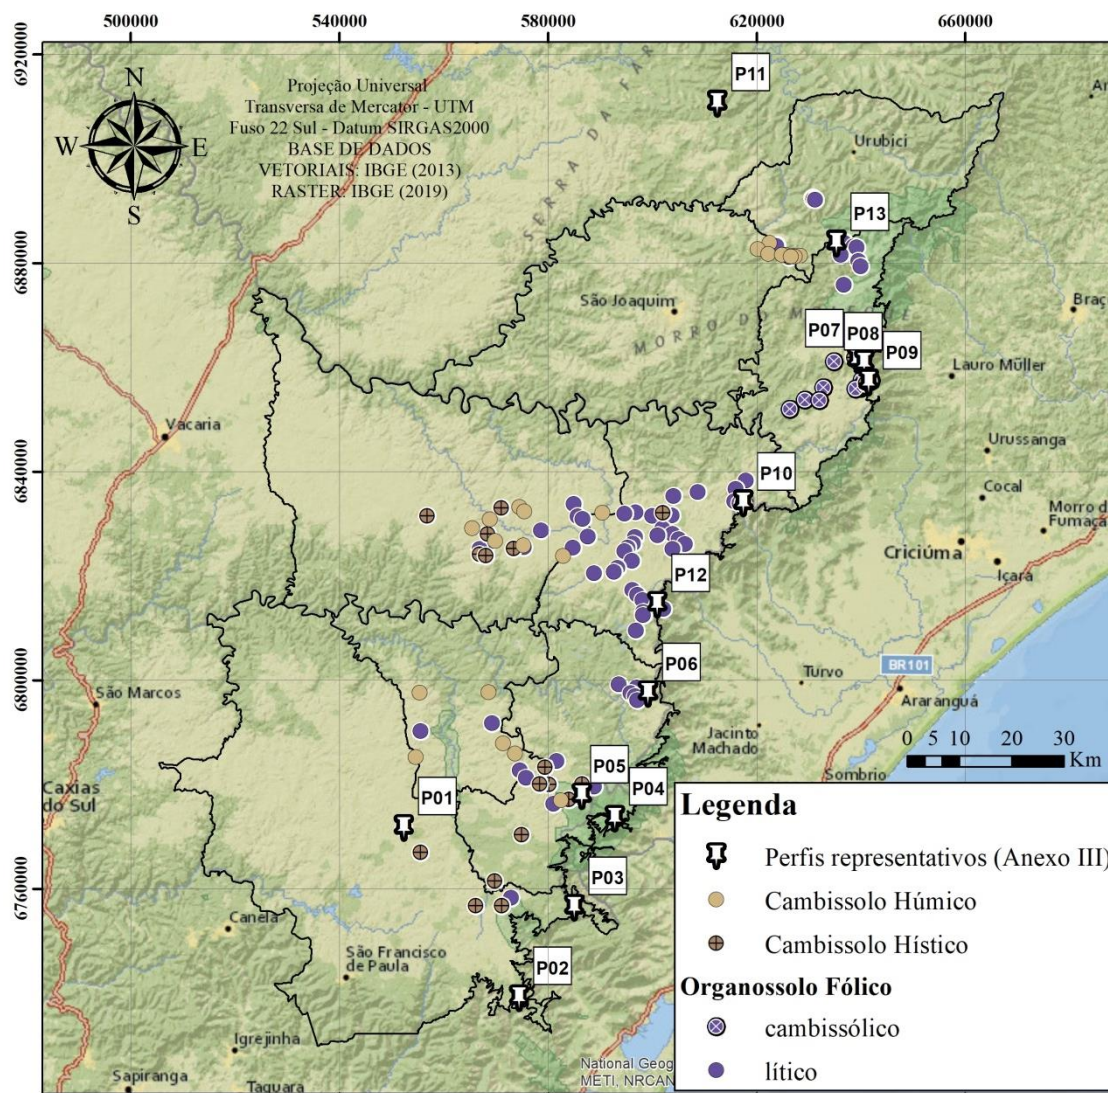 500000 540000 580000 620000 660000
6920000
6880000
6840000
6800000
6760000
N
W E
S
Projeção Universal
Transversa de Mercator - UTM
Fuso 22 Sul - Datum SIRGAS2000
BASE DE DADOS
VETORIAIS: IBGE (2013)
RASTER: IBGE (2019)
P11
SERRA DA FAR
Urubici
P13
São Joaquim
MORRO D
P07
P08
P09
Braç
Lauro Müller
Vacaria
Urussanga
P10
Cocal
Morro de
Fumaça
Criciúma
Içara
P12
P06
BR101
São Marcos
Turvo
Araranguá
Jacinto
Machado
0 5 10 20 30
Km
Sombrio
Caxias
do Sul
P01
P05
P04
P03
Canela
São Francisco
de Paula
P02
Igrejinha
Sapiranga
Taquara
National Geog
METI, NRCAN
Legenda
Perfis representativos (Anexo III)
Cambissolo Húmico
Cambissolo Hístico
Organossolo Fólico
cambissólico
lítico